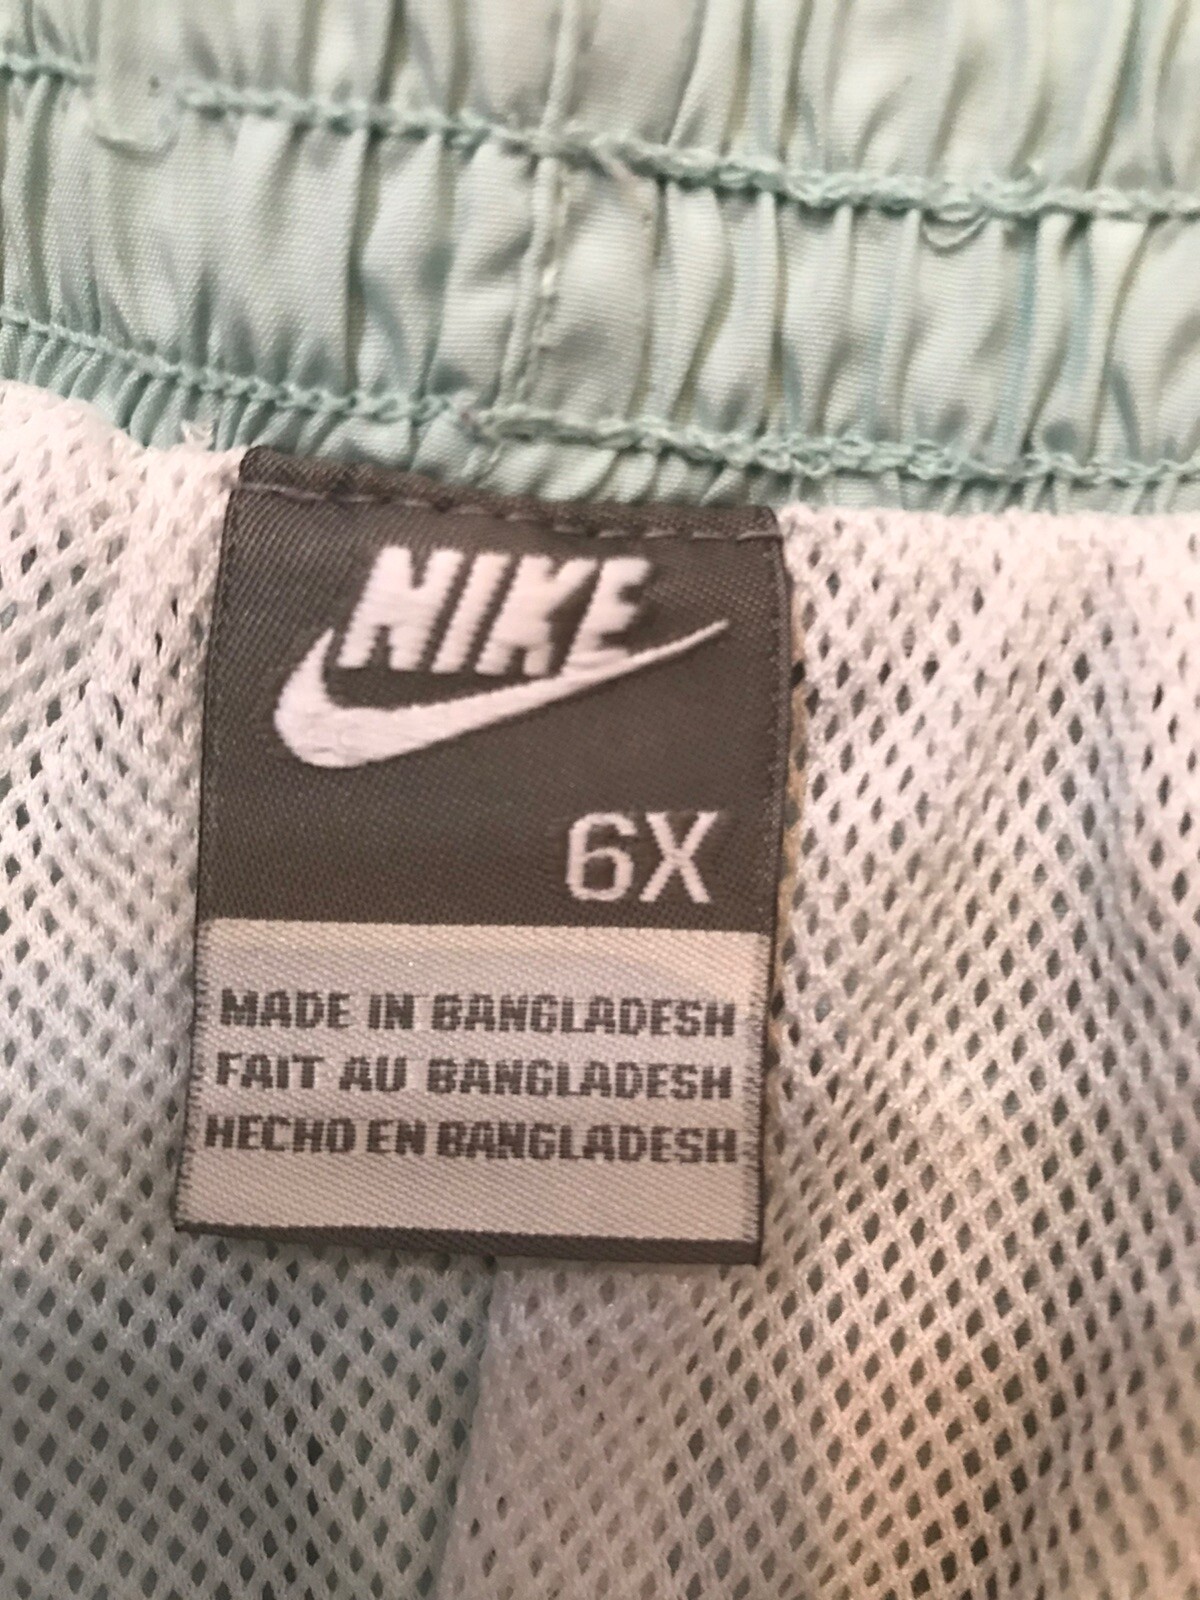 NIKE
6X
MADE IN BANGLADESH
FAIT AU BANGLADESH
HECHO EN BANGLADESH